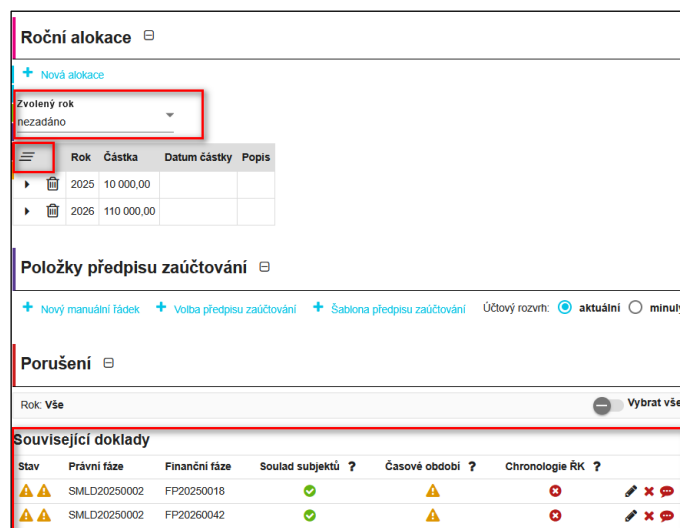 Roční alokace
Nová alokace
Zvolený rok
nezadáno
Rok Částka Datum částky Popis
2025 10 000,00
2026 110 000,00
Položky předpisu zaúčtování
Nový manuální řádek Volba předpisu zaúčtování Šablona předpisu zaúčtování Účtový rozvrh: aktuální minulý
Porušení
Rok: Vše Vybrat vše
Související doklady
Stav Právní fáze Finanční fáze Soulad subjektů ? Časové období ? Chronologie ŘK ?
SMLD20250002 FP20250018
SMLD20250002 FP20260042